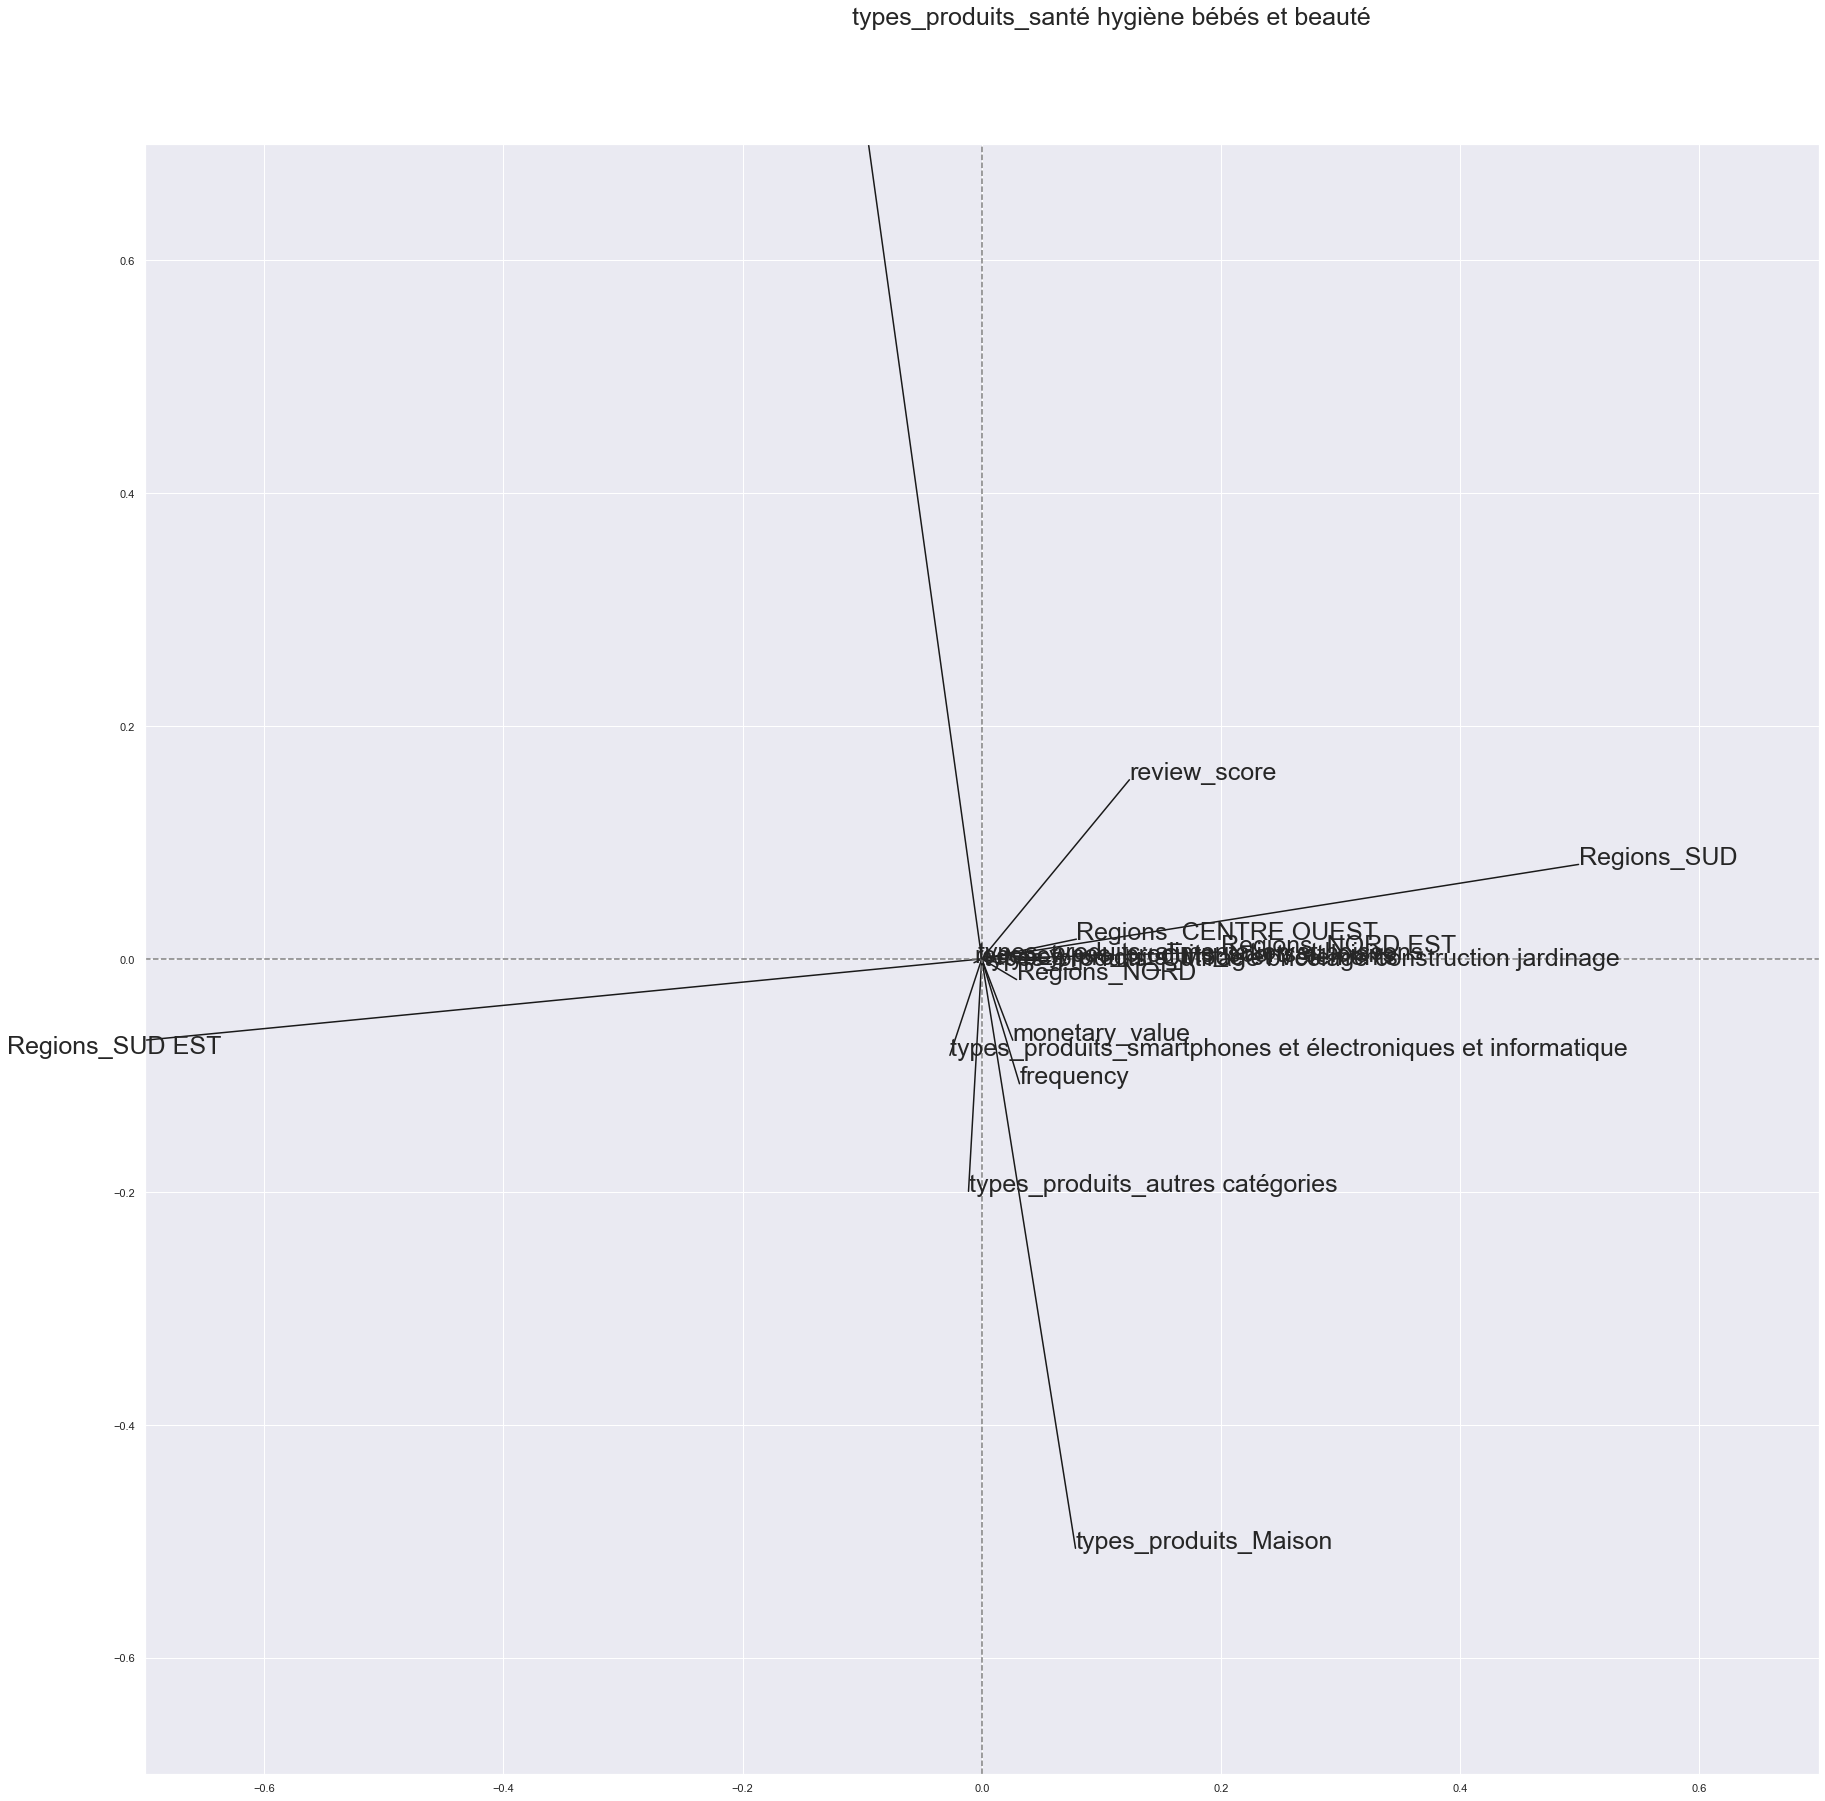 types_produits_santé hygiène bébés et beauté
0.6
0.4
0.2
review_score
Regions_SUD
Regions_CENTRE OUEST
Regions_NORD EST
0.0
construction jardinage
Regions_NORD
monetary_value
Regions_SUD EST
types_produits_smartphones et électroniques et informatique
frequency
−0.2
types_produits_autres catégories
−0.4
types_produits_Maison
−0.6
−0.6
−0.4
−0.2
0.0
0.2
0.4
0.6